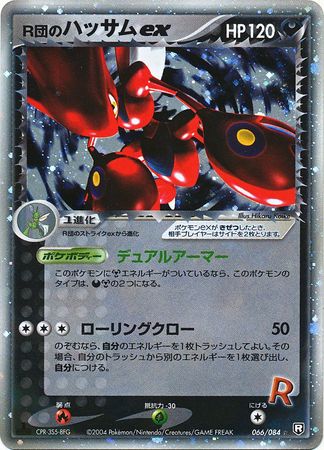 R団のハッサムex HP120
Illus. Hikaru Koike
1進化
R団のストライクexから進化
ポケモンexがきぜつしたとき、
相手プレイヤーはサイドを2枚とります。
ポケボディー デュアルアーマー
このポケモンにエネルギーがついているなら、このポケモン
のタイプは、の2つになる。
ローリングクロー 50
のぞむなら、自分のエネルギーを1枚トラッシュしてよい。その
場合、自分のトラッシュから別のエネルギーを1枚選び出し、
自分につける。
弱点 抵抗力 -30 にげる
CPR-3S5-BFG ©2004 Pokémon/Nintendo/Creatures/GAME FREAK 066/084 R
R